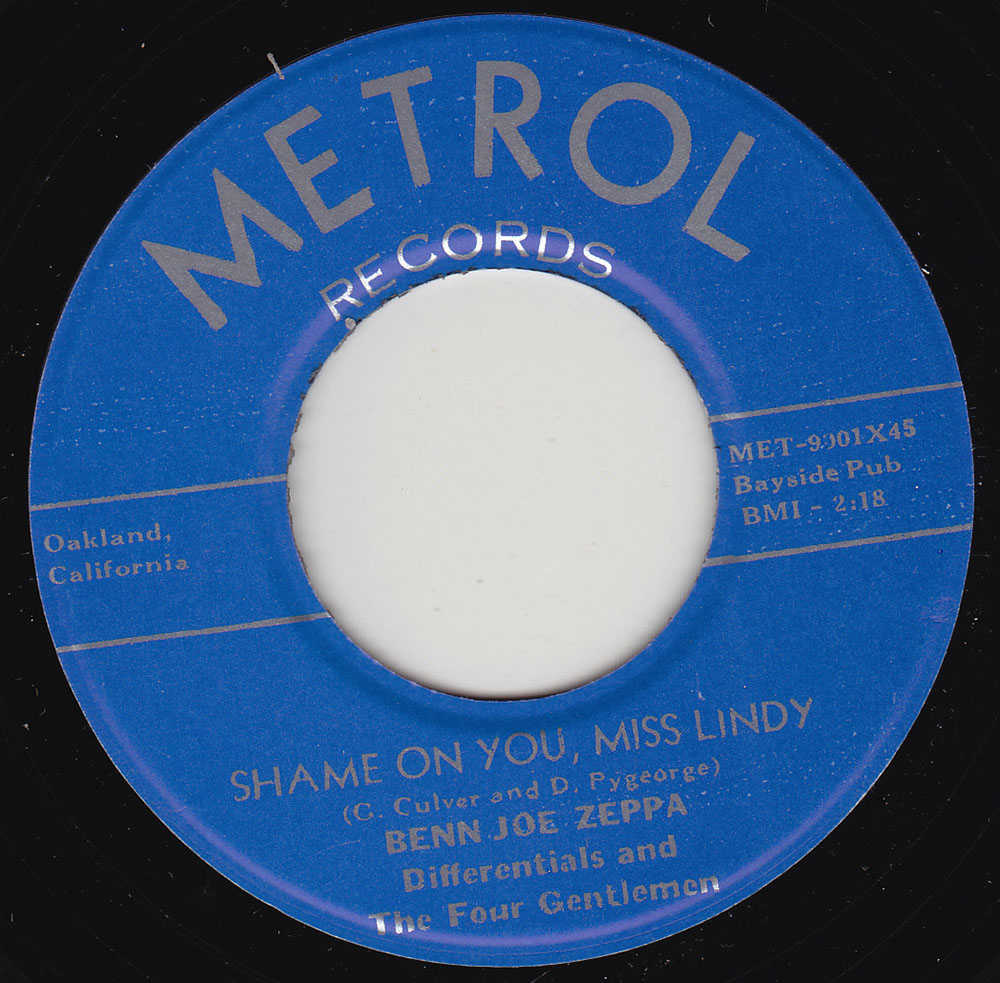 METROL
RECORDS
MET-9001X45
Bayside Pub
BMI - 2:18
Oakland,
California
SHAME ON YOU, MISS LINDY
(G. Culver and D. Pygeorge)
BENN JOE ZEPPA
Differentials and
The Four Gentlemen